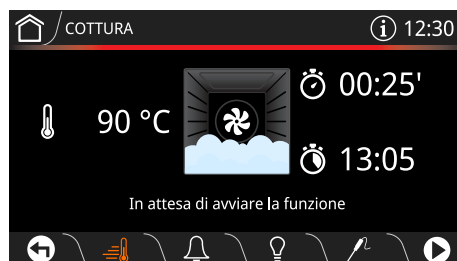 COTTURA
i 12:30
00:25'
90 °C
13:05
In attesa di avviare la funzione